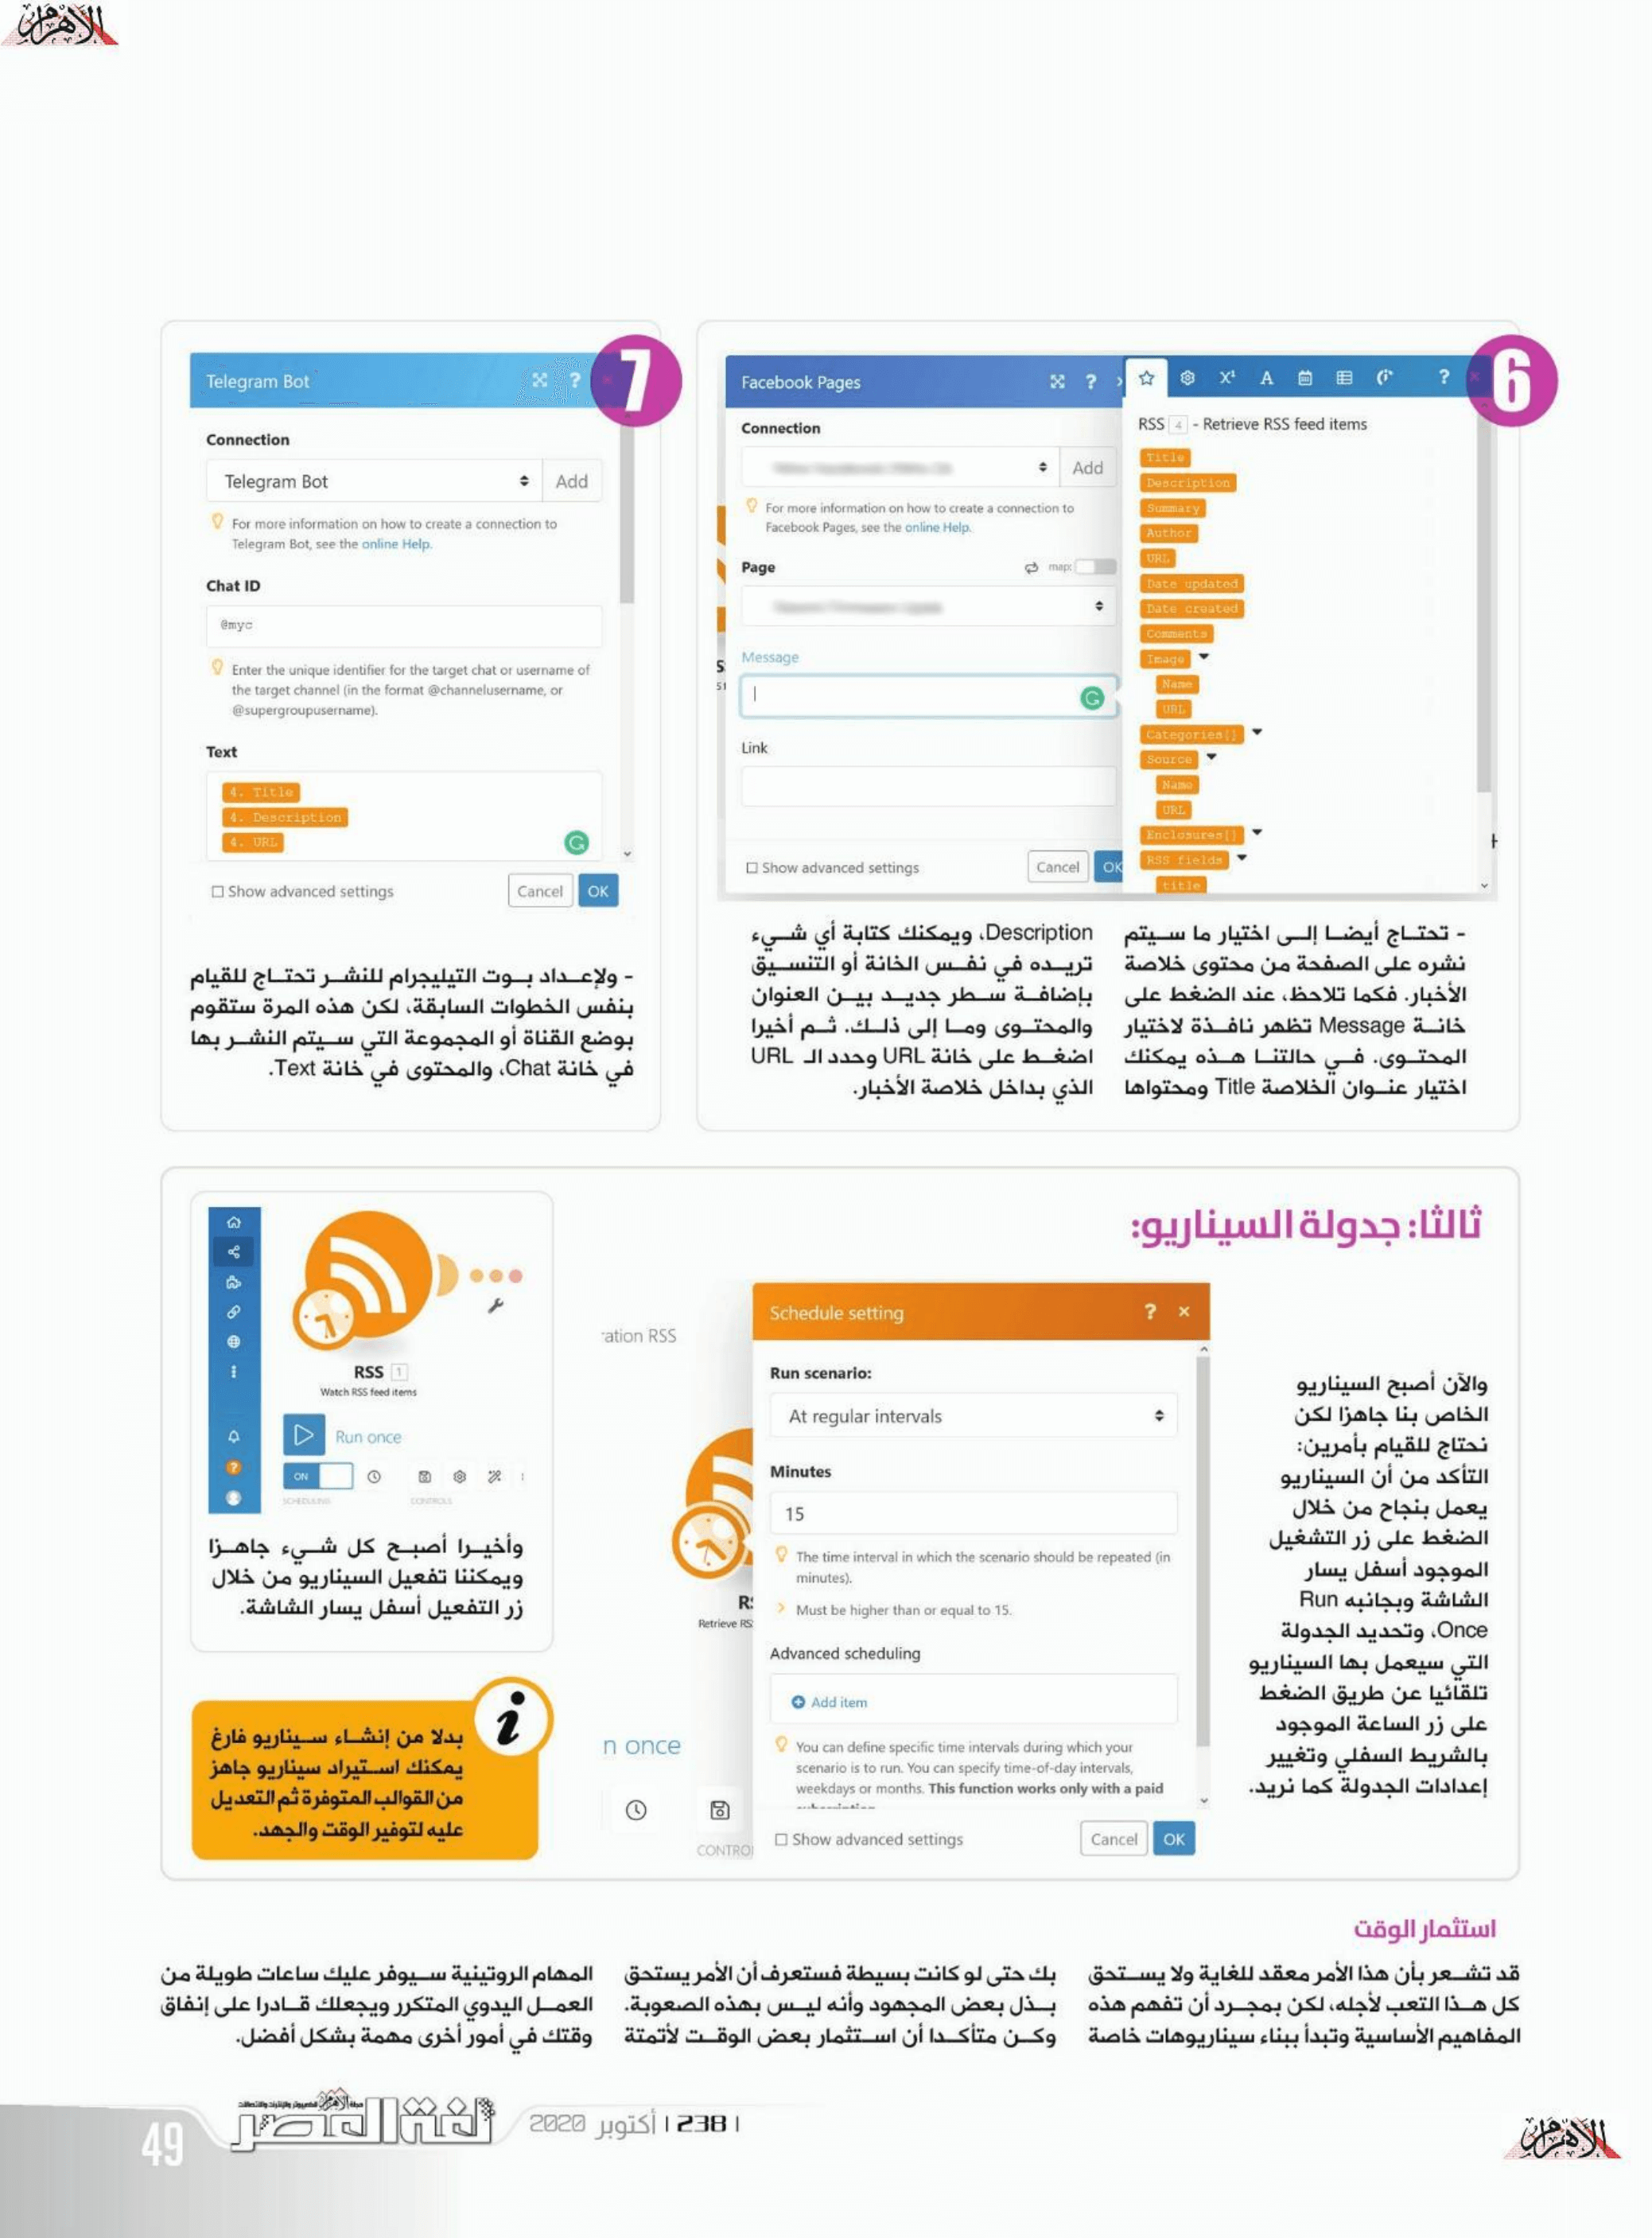 الأهرام
6
Facebook Pages
?
Connection
Add
For more information on how to create a connection to
Facebook Pages, see the online Help.
Page
map:
Message
Link
Show advanced settings
Cancel
OK
RSS 4 - Retrieve RSS feed items
Title
Description
Summary
Author
URL
Date updated
Date created
Comments
Image
Name
URL
Categories[]
Source
Name
URL
Enclosures[]
RSS fields
title
- تحتاج أيضا إلى اختيار ما سيتم
نشره على الصفحة من محتوى خلاصة
الأخبار. فكما تلاحظ، عند الضغط على
خانة Message تظهر نافذة لاختيار
المحتوى. في حالتنا هذه يمكنك
اختيار عنوان الخلاصة Title ومحتواها
Description، ويمكنك كتابة أي شيء
تريده في نفس الخانة أو التنسيق
بإضافة سطر جديد بين العنوان
والمحتوى وما إلى ذلك. ثم أخيرا
اضغط على خانة URL وحدد الـ URL
الذي بداخل خلاصة الأخبار.
7
Telegram Bot
?
Connection
Telegram Bot
Add
For more information on how to create a connection to
Telegram Bot, see the online Help.
Chat ID
@myc
Enter the unique identifier for the target chat or username of
the target channel (in the format @channelusername, or
@supergroupusername).
Text
4. Title
4. Description
4. URL
Show advanced settings
Cancel
OK
- ولإعداد بوت التيليجرام للنشر تحتاج للقيام
بنفس الخطوات السابقة، لكن هذه المرة ستقوم
بوضع القناة أو المجموعة التي سيتم النشر بها
في خانة Chat، والمحتوى في خانة Text.
ثالثا: جدولة السيناريو:
والآن أصبح السيناريو
الخاص بنا جاهزا لكن
نحتاج للقيام بأمرين:
التأكد من أن السيناريو
يعمل بنجاح من خلال
الضغط على زر التشغيل
الموجود أسفل يسار
الشاشة وبجانبه Run
Once، وتحديد الجدولة
التي سيعمل بها السيناريو
تلقائيا عن طريق الضغط
على زر الساعة الموجود
بالشريط السفلي وتغيير
إعدادات الجدولة كما نريد.
ration RSS
Retrieve RS
n once
CONTRO
Schedule setting
?
Run scenario:
At regular intervals
Minutes
15
The time interval in which the scenario should be repeated (in
minutes).
Must be higher than or equal to 15.
Advanced scheduling
Add item
You can define specific time intervals during which your
scenario is to run. You can specify time-of-day intervals,
weekdays or months. This function works only with a paid
Show advanced settings
Cancel
OK
RSS 1
Watch RSS feed items
Run once
ON
SCHEDULING
CONTROLS
وأخيرا أصبح كل شيء جاهزا
ويمكننا تفعيل السيناريو من خلال
زر التفعيل أسفل يسار الشاشة.
i
بدلا من إنشاء سيناريو فارغ
يمكنك استيراد سيناريو جاهز
من القوالب المتوفرة ثم التعديل
عليه لتوفير الوقت والجهد.
استثمار الوقت
قد تشعر بأن هذا الأمر معقد للغاية ولا يستحق
كل هذا التعب لأجله، لكن بمجرد أن تفهم هذه
المفاهيم الأساسية وتبدأ ببناء سيناريوهات خاصة
بك حتى لو كانت بسيطة فستعرف أن الأمر يستحق
بذل بعض المجهود وأنه ليس بهذه الصعوبة.
وكن متأكدا أن استثمار بعض الوقت لأتمتة
المهام الروتينية سيوفر عليك ساعات طويلة من
العمل اليدوي المتكرر ويجعلك قادرا على إنفاق
وقتك في أمور أخرى مهمة بشكل أفضل.
| 238 | أكتوبر 2020
لغة العصر
49
الأهرام